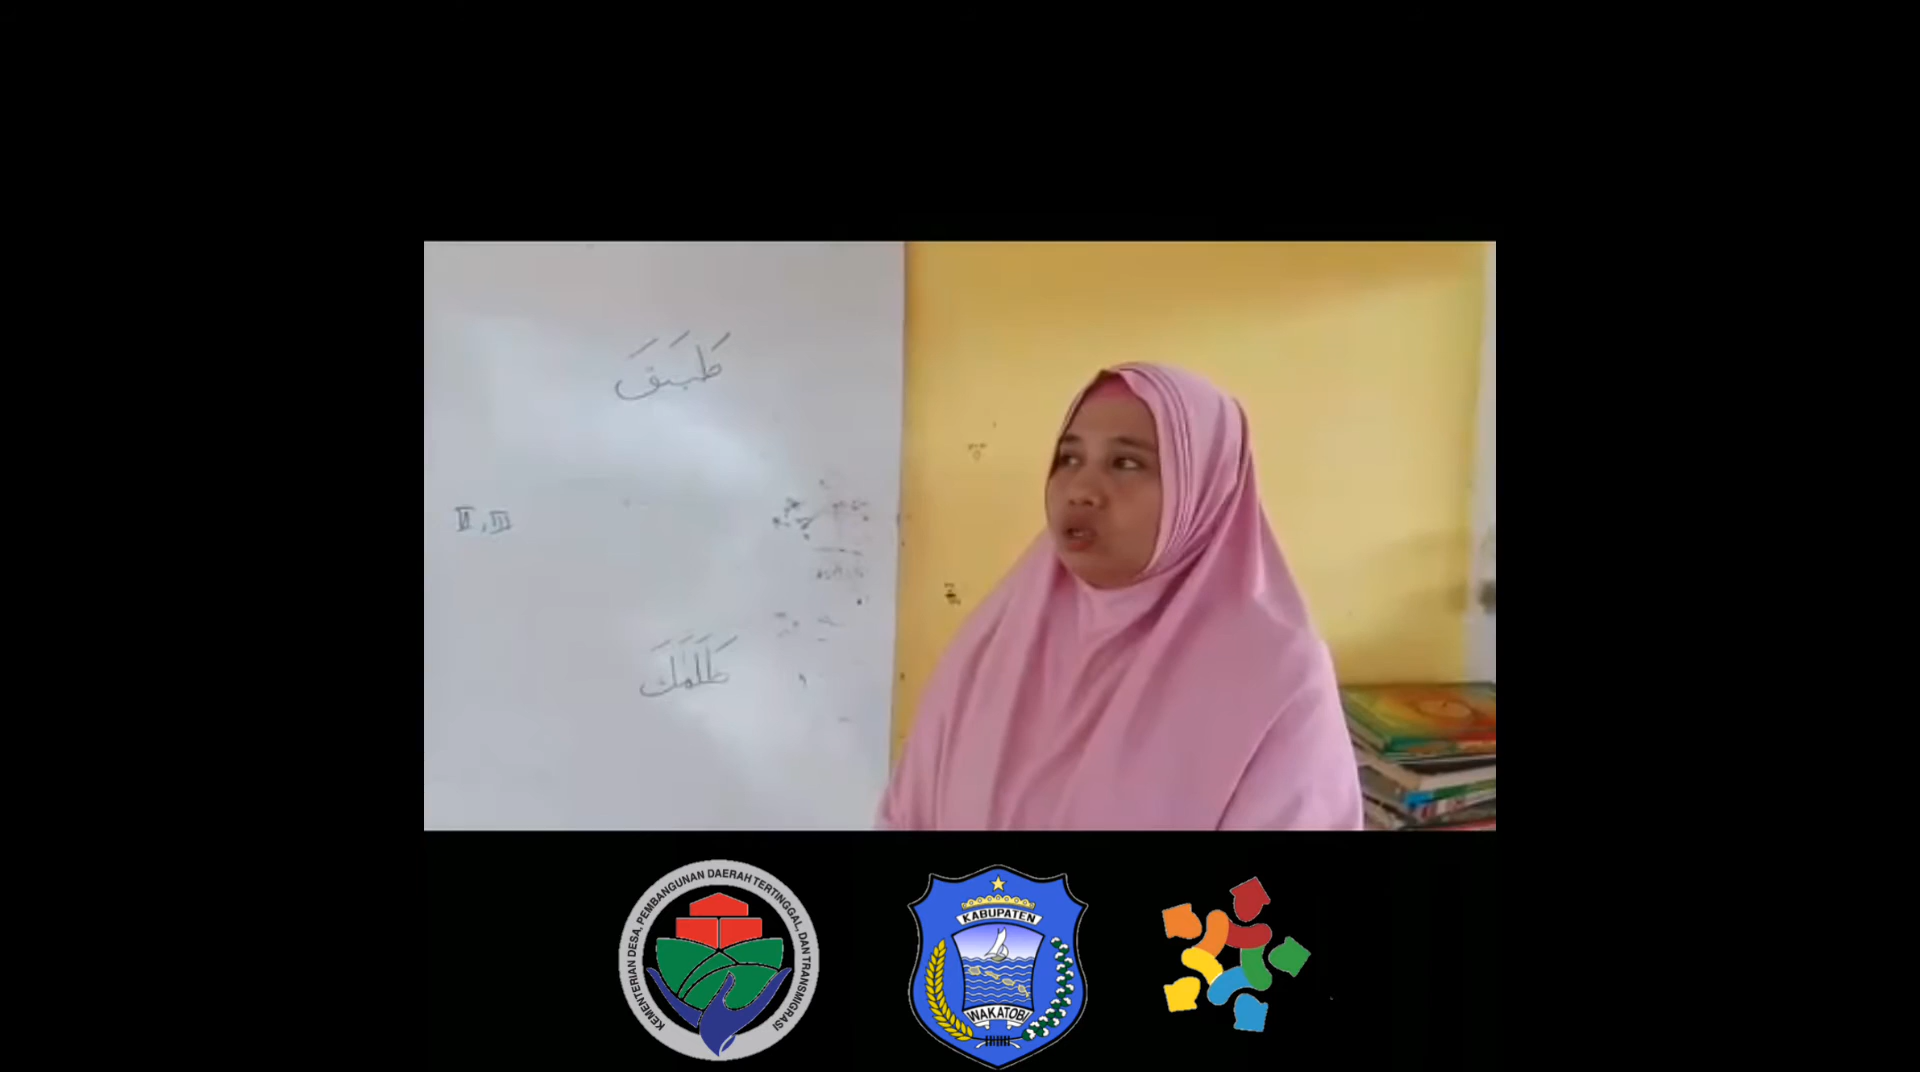 طَبَقَ
II, III
طَلَمَكَ
KEMENTERIAN DESA, PEMBANGUNAN DAERAH TERTINGGAL, DAN TRANSMIGRASI
KABUPATEN
WAKATOBI